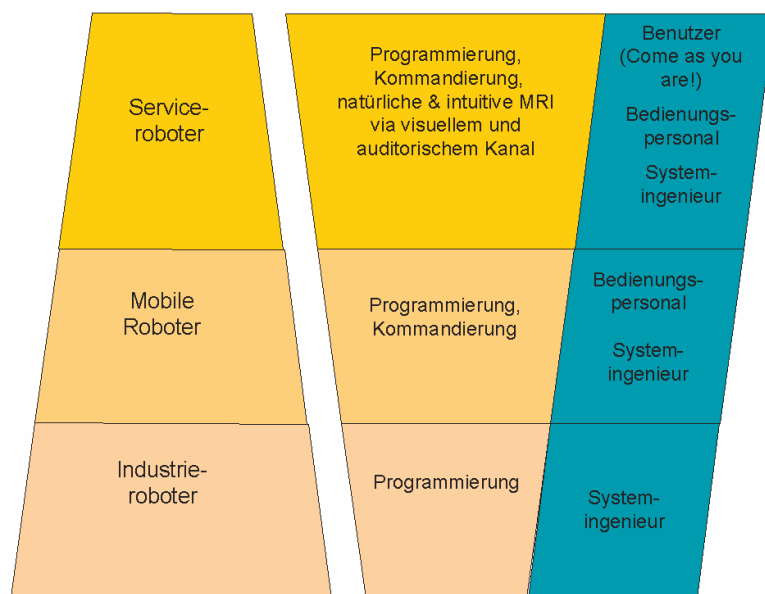 Service-
roboter
Programmierung,
Kommandierung,
natürliche & intuitive MRI
via visuellem und
auditorischem Kanal
Benutzer
(Come as you
are!)
Bedienungs-
personal
System-
ingenieur
Mobile
Roboter
Programmierung,
Kommandierung
Bedienungs-
personal
System-
ingenieur
Industrie-
roboter
Programmierung
System-
ingenieur